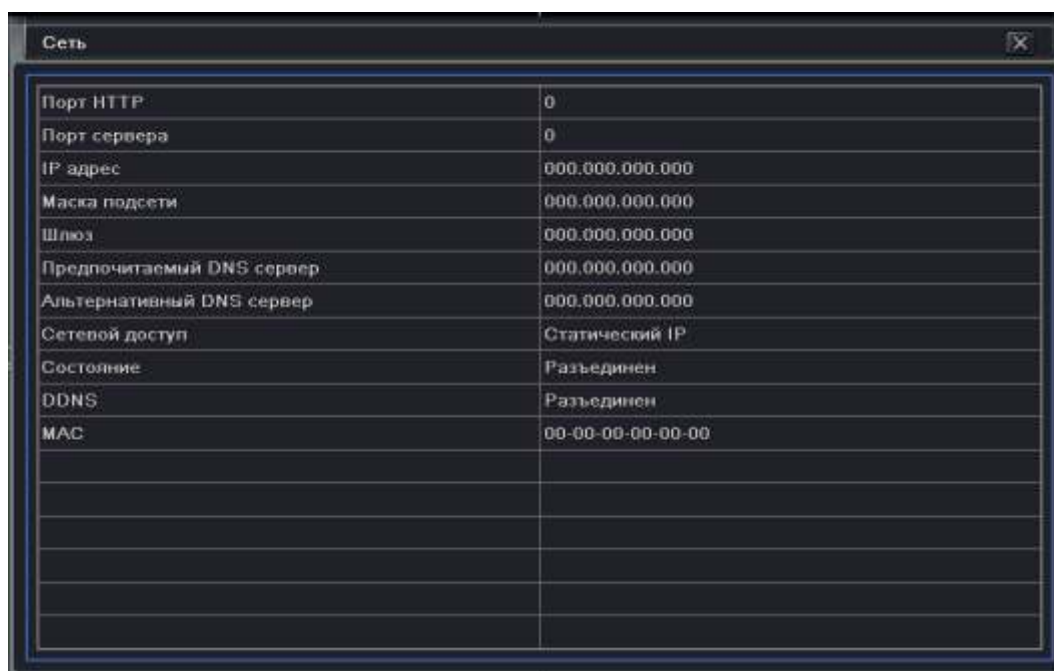 Сеть
Порт HTTP 0
Порт сервера 0
IP адрес 000.000.000.000
Маска подсети 000.000.000.000
Шлюз 000.000.000.000
Предпочитаемый DNS сервер 000.000.000.000
Альтернативный DNS сервер 000.000.000.000
Сетевой доступ Статический IP
Состояние Разъединен
DDNS Разъединен
MAC 00-00-00-00-00-00